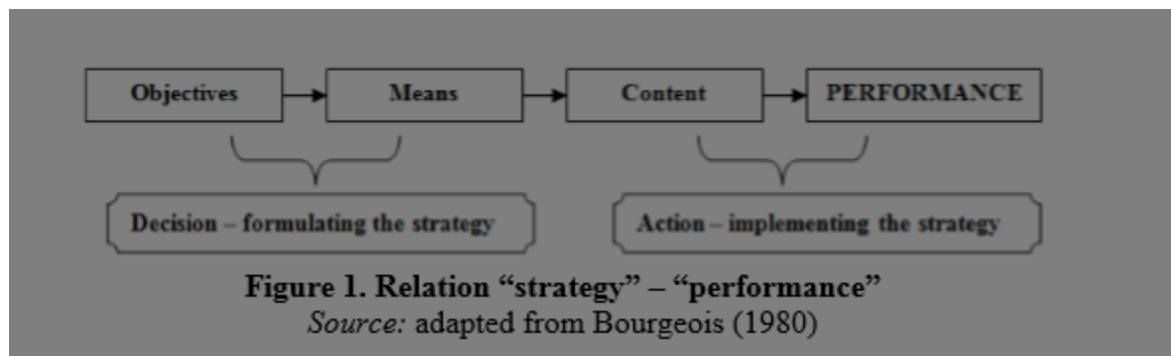 Objectives
Means
Content
PERFORMANCE
Decision – formulating the strategy
Action – implementing the strategy
Figure 1. Relation “strategy” – “performance”
Source: adapted from Bourgeois (1980)